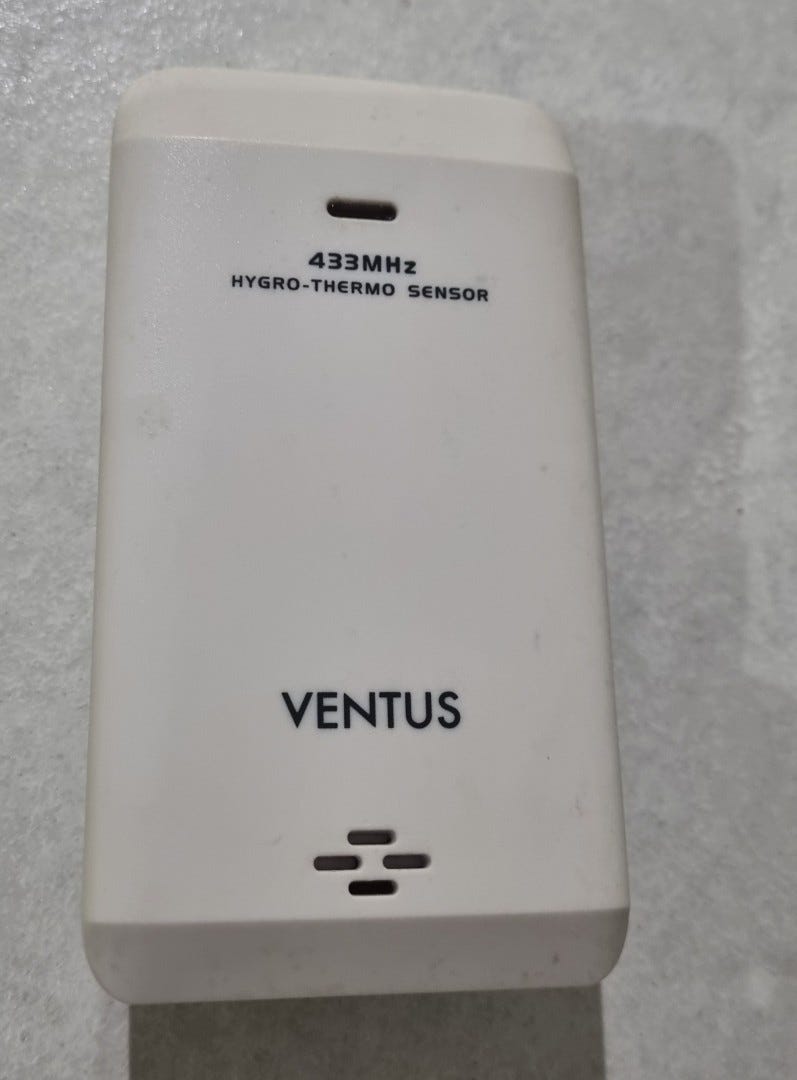 433MHz
HYGRO-THERMO SENSOR
VENTUS